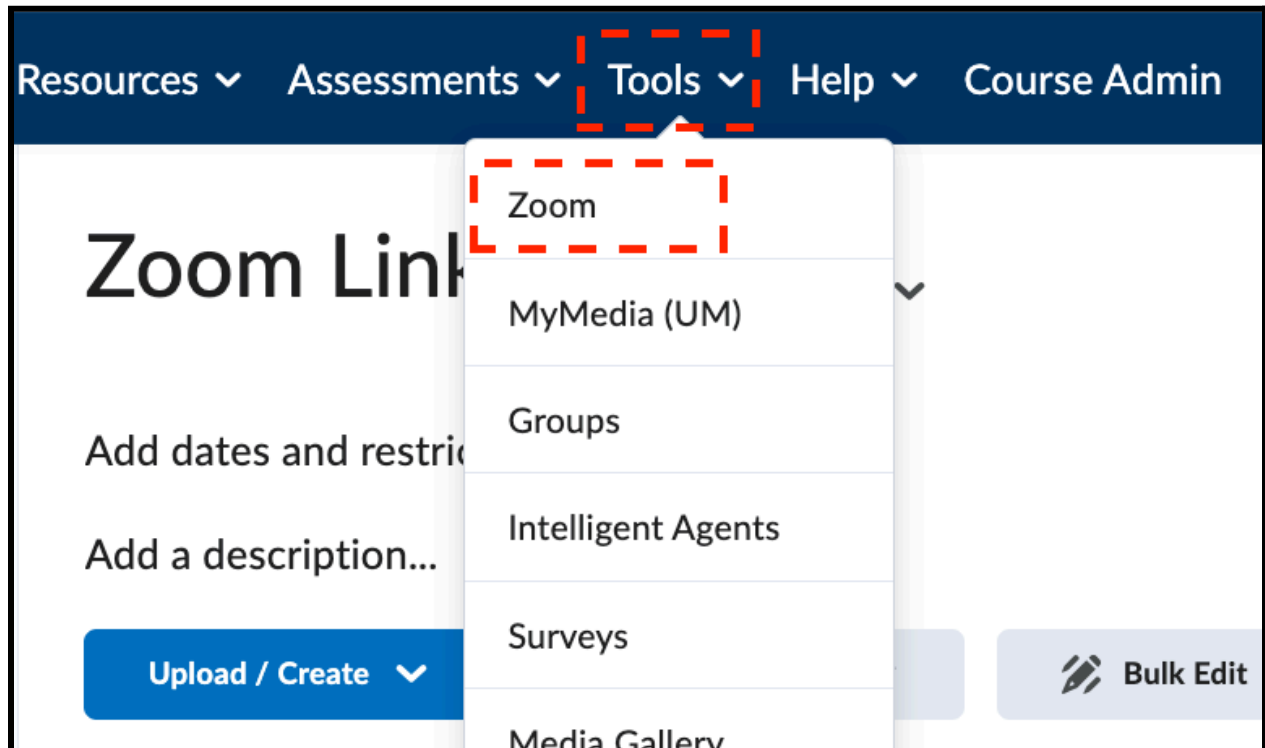 Resources Assessments Tools Help Course Admin
Zoom
Zoom Link
MyMedia (UM)
Groups
Add dates and restric
Intelligent Agents
Add a description...
Surveys
Upload / Create
Bulk Edit
Media Gallery